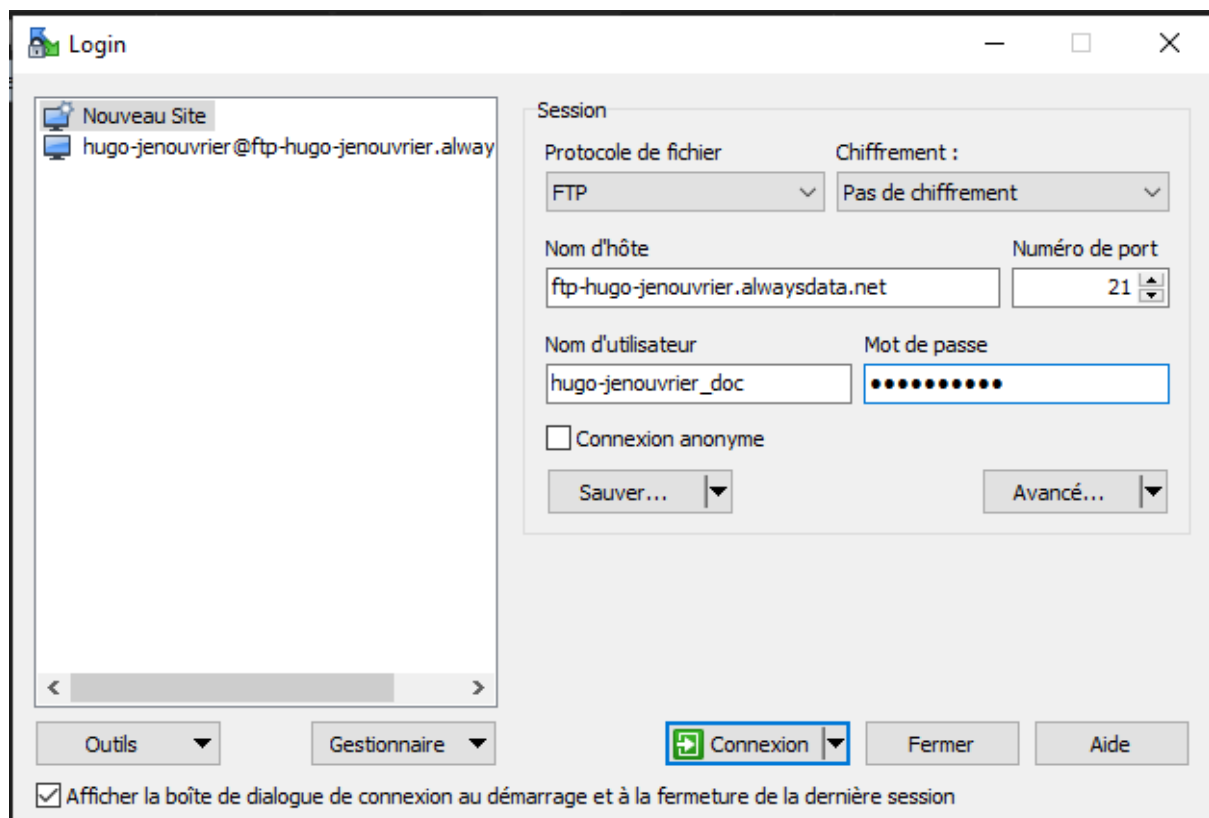 Login
Nouveau Site
hugo-jenouvrier@ftp-hugo-jenouvrier.alway
Session
Protocole de fichier Chiffrement :
FTP Pas de chiffrement
Nom d'hôte Numéro de port
ftp-hugo-jenouvrier.alwaysdata.net 21
Nom d'utilisateur Mot de passe
hugo-jenouvrier_doc ●●●●●●●●●●
Connexion anonyme
Sauver... Avancé...
Outils Gestionnaire Connexion Fermer Aide
Afficher la boîte de dialogue de connexion au démarrage et à la fermeture de la dernière session